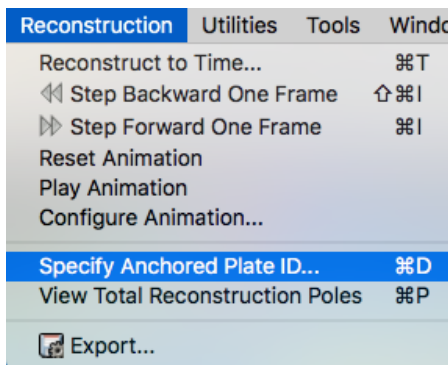 Reconstruction Utilities Tools Windo
Reconstruct to Time... ⌘T
Step Backward One Frame ⇧⌘I
Step Forward One Frame ⌘I
Reset Animation
Play Animation
Configure Animation...
Specify Anchored Plate ID... ⌘D
View Total Reconstruction Poles ⌘P
Export...